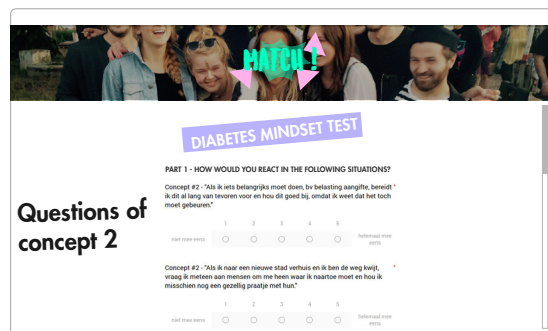 MATCH!
DIABETES MINDSET TEST
PART 1 - HOW WOULD YOU REACT IN THE FOLLOWING SITUATIONS?
Questions of
concept 2
Concept #2 - "Als ik iets belangrijks moet doen, bv belasting aangifte, bereidt *
ik dit al lang van tevoren voor en hou dit goed bij, omdat ik weet dat het toch
moet gebeuren."
1 2 3 4 5
niet mee eens
helemaal mee
eens
Concept #2 - "Als ik naar een nieuwe stad verhuis en ik ben de weg kwijt, *
vraag ik meteen aan mensen om me heen waar ik naartoe moet en hou ik
misschien nog een gezellig praatje met hun."
1 2 3 4 5
niet mee eens
helemaal mee
eens